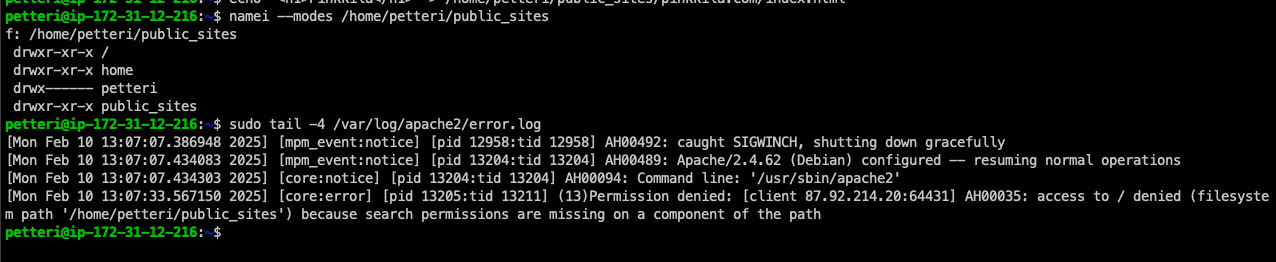 petteri@ip-172-31-12-216:~$ namei --modes /home/petteri/public_sites
f: /home/petteri/public_sites
 drwxr-xr-x /
 drwxr-xr-x home
 drwx------ petteri
 drwxr-xr-x public_sites
petteri@ip-172-31-12-216:~$ sudo tail -4 /var/log/apache2/error.log
[Mon Feb 10 13:07:07.386948 2025] [mpm_event:notice] [pid 12958:tid 12958] AH00492: caught SIGWINCH, shutting down gracefully
[Mon Feb 10 13:07:07.434083 2025] [mpm_event:notice] [pid 13204:tid 13204] AH00489: Apache/2.4.62 (Debian) configured -- resuming normal operations
[Mon Feb 10 13:07:07.434303 2025] [core:notice] [pid 13204:tid 13204] AH00094: Command line: '/usr/sbin/apache2'
[Mon Feb 10 13:07:33.567150 2025] [core:error] [pid 13205:tid 13211] (13)Permission denied: [client 87.92.214.20:64431] AH00035: access to / denied (filesyste
m path '/home/petteri/public_sites') because search permissions are missing on a component of the path
petteri@ip-172-31-12-216:~$